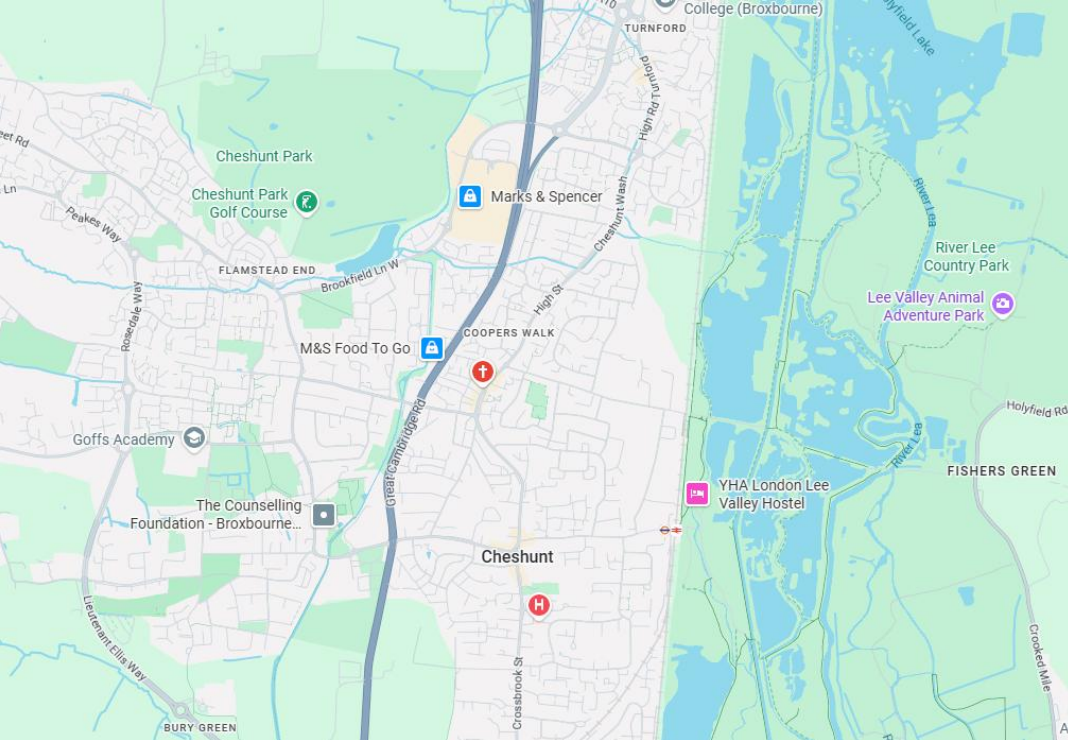 College (Broxbourne)
TURNFORD
Holyfield Lake
High Rd Turnford
Cheshunt Park
Cheshunt Park
Golf Course
Marks & Spencer
Ln
Peakes Way
Cheshunt Wash
River Lea
FLAMSTEAD END
Brookfield Ln W
River Lee
Country Park
High St
Rosedale Way
Lee Valley Animal
Adventure Park
COOPERS WALK
M&S Food To Go
Great Cambridge Rd
Holyfield Rd
Goffs Academy
River Lea
FISHERS GREEN
YHA London Lee
Valley Hostel
The Counselling
Foundation - Broxbourne...
Cheshunt
H
Lieutenant Ellis Way
Crossbrook St
Crooked Mile
BURY GREEN